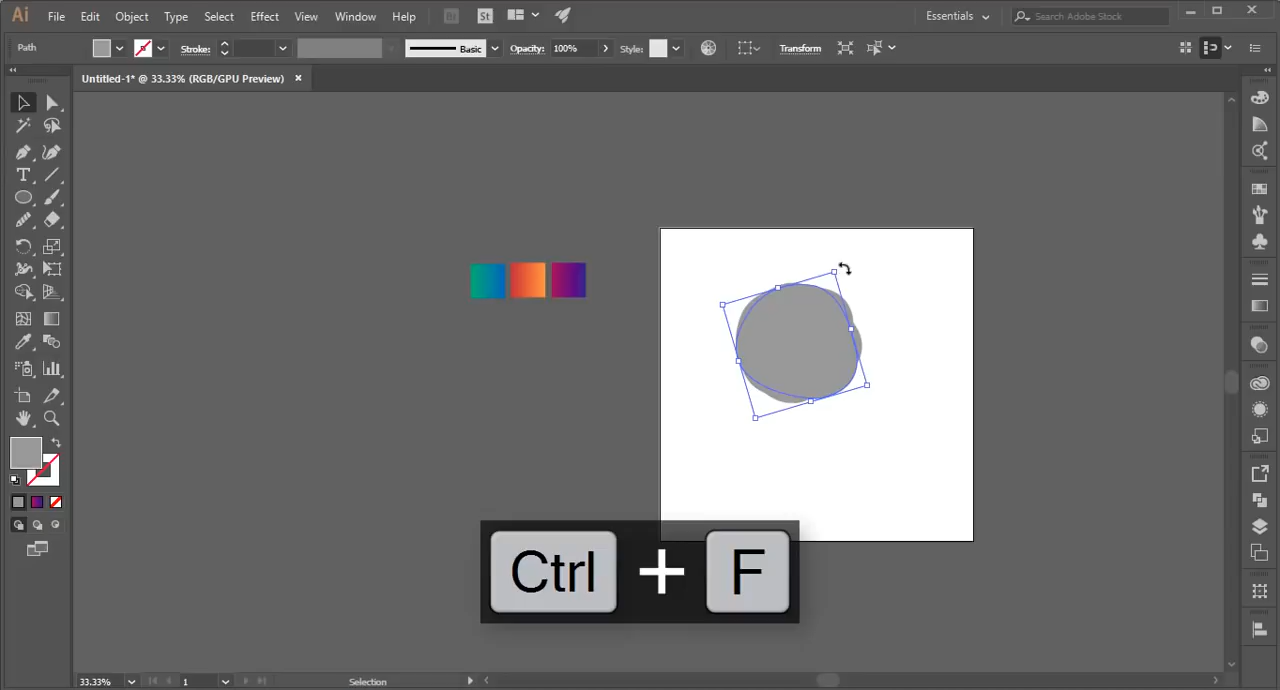 Ai File Edit Object Type Select Effect View Window Help Br St Essentials Search Adobe Stock
Path Stroke: Basic Opacity: 100% Style: Transform
Untitled-1* @ 33.33% (RGB/GPU Preview)
Ctrl + F
33.33% 1 Selection